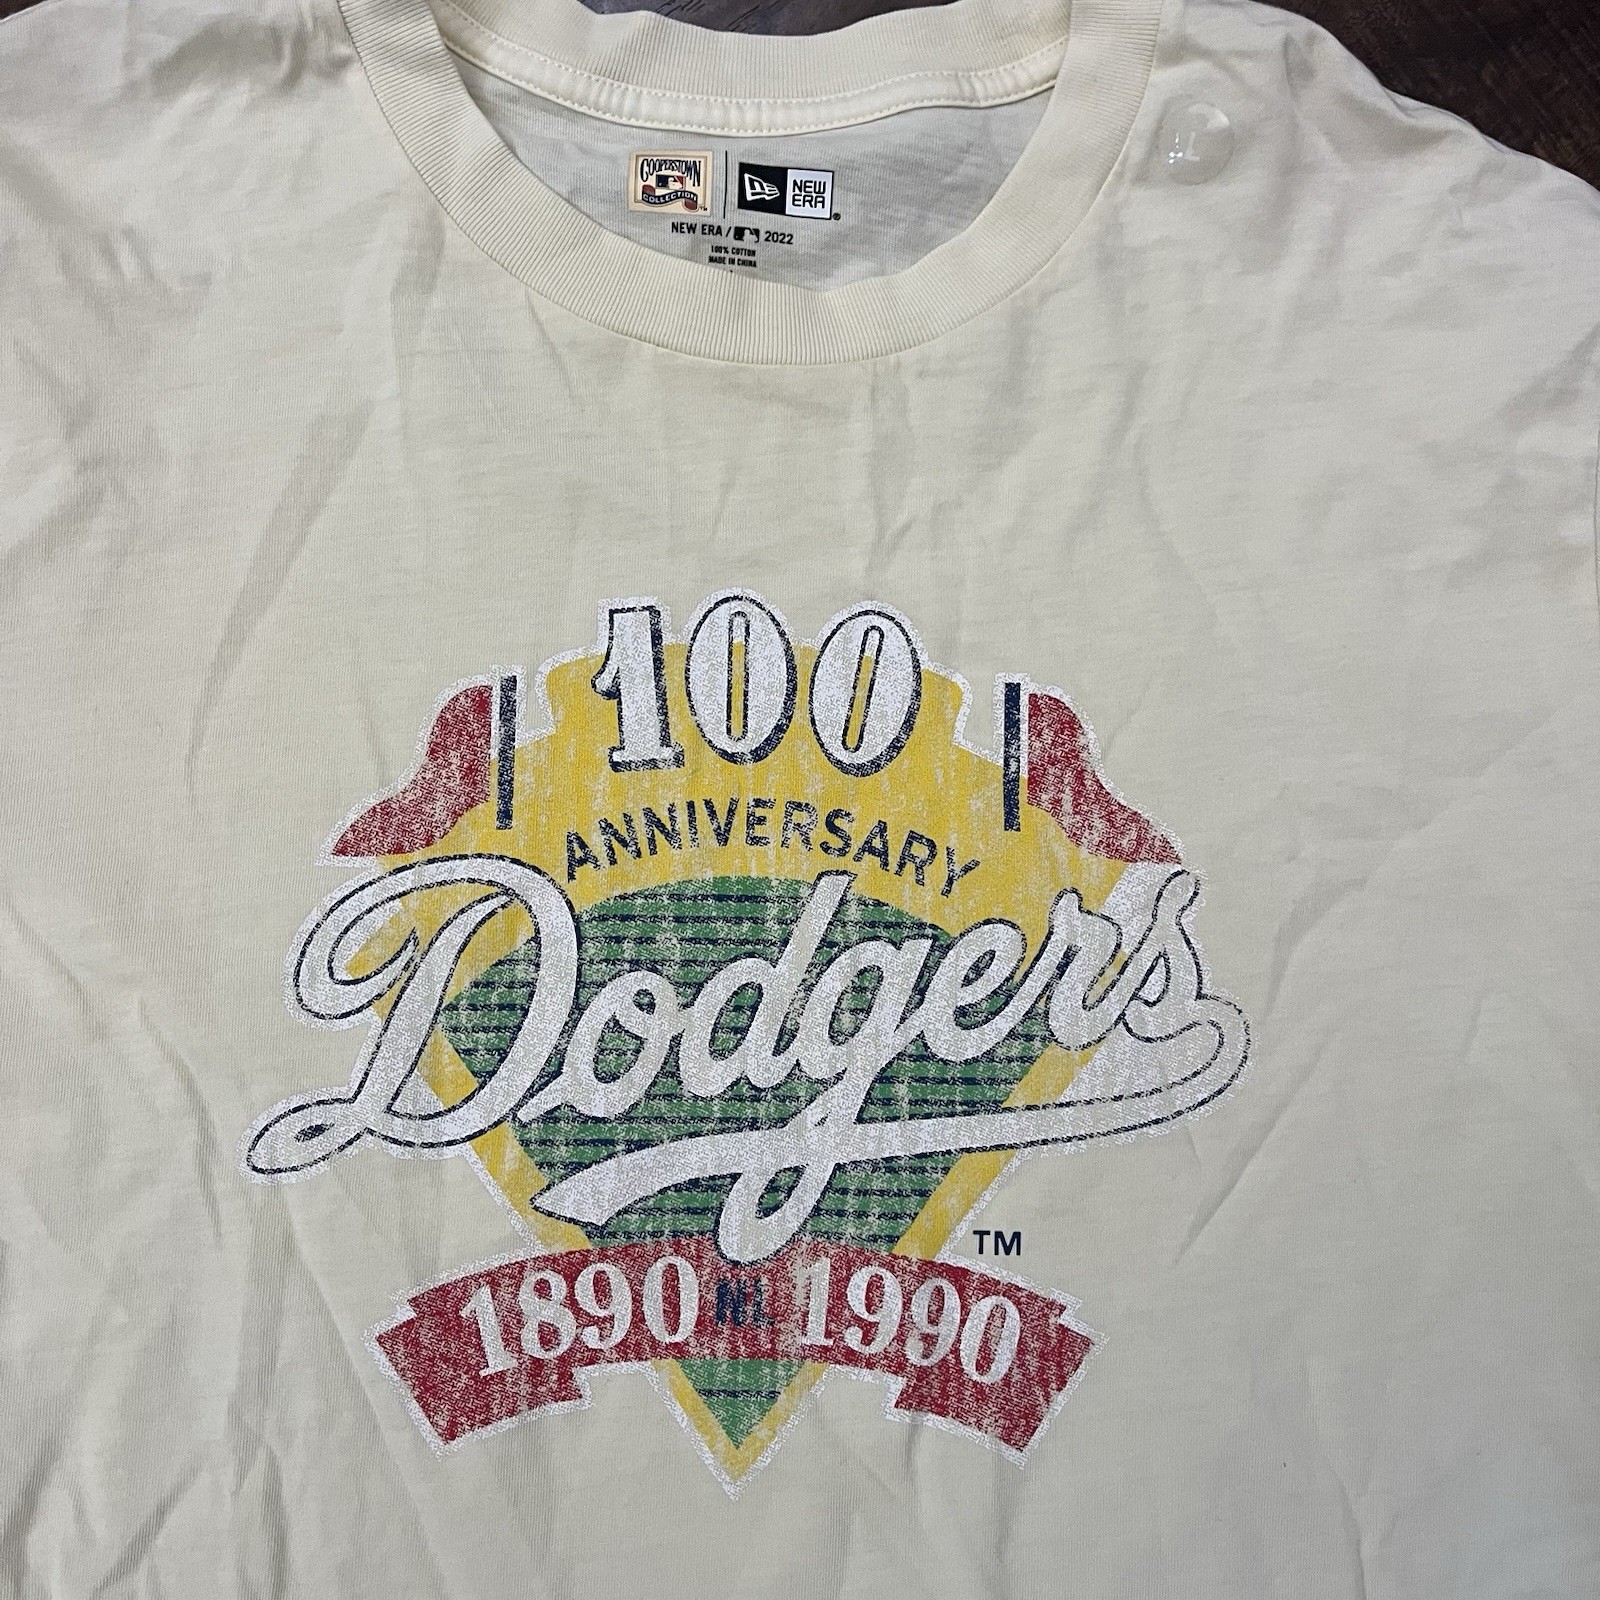 COOPERSTOWN
COLLECTION
NEW
ERA
NEW ERA / 2022
100% COTTON
MADE IN CHINA
100
ANNIVERSARY
Dodgers
TM
1890 NL 1990